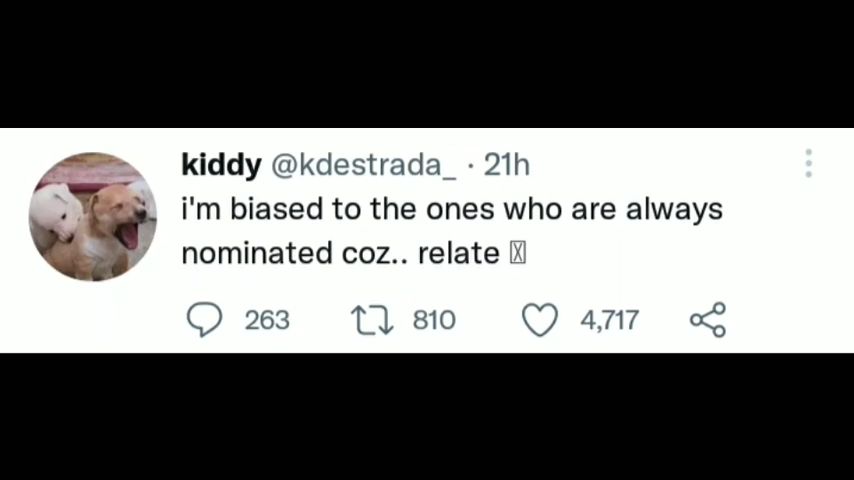 kiddy @kdestrada_ · 21h
i'm biased to the ones who are always
nominated coz.. relate
263 810 4,717